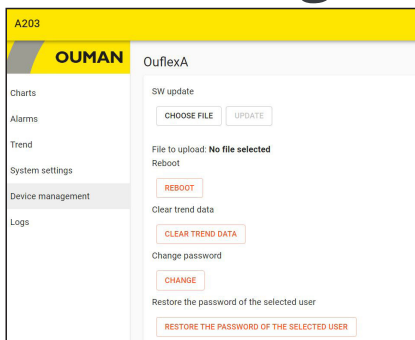 A203
OUMAN
OuflexA
Charts
Alarms
Trend
System settings
Device management
Logs
SW update
CHOOSE FILE
UPDATE
File to upload: No file selected
Reboot
REBOOT
Clear trend data
CLEAR TREND DATA
Change password
CHANGE
Restore the password of the selected user
RESTORE THE PASSWORD OF THE SELECTED USER